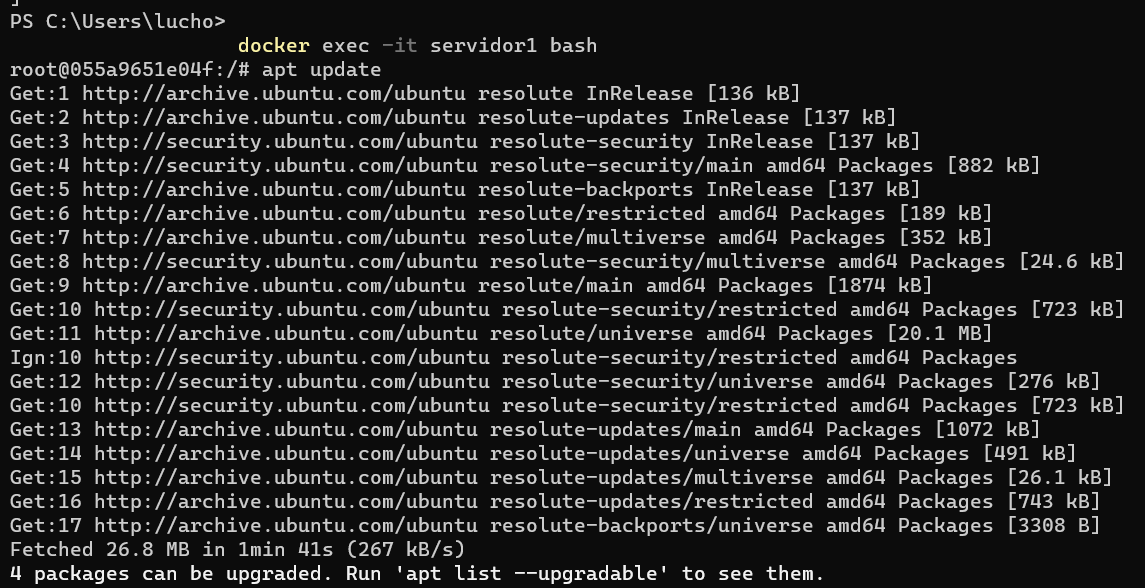 ]
PS C:\Users\lucho>
docker exec -it servidor1 bash
root@055a9651e04f:/# apt update
Get:1 http://archive.ubuntu.com/ubuntu resolute InRelease [136 kB]
Get:2 http://archive.ubuntu.com/ubuntu resolute-updates InRelease [137 kB]
Get:3 http://security.ubuntu.com/ubuntu resolute-security InRelease [137 kB]
Get:4 http://security.ubuntu.com/ubuntu resolute-security/main amd64 Packages [882 kB]
Get:5 http://archive.ubuntu.com/ubuntu resolute-backports InRelease [137 kB]
Get:6 http://archive.ubuntu.com/ubuntu resolute/restricted amd64 Packages [189 kB]
Get:7 http://archive.ubuntu.com/ubuntu resolute/multiverse amd64 Packages [352 kB]
Get:8 http://security.ubuntu.com/ubuntu resolute-security/multiverse amd64 Packages [24.6 kB]
Get:9 http://archive.ubuntu.com/ubuntu resolute/main amd64 Packages [1874 kB]
Get:10 http://security.ubuntu.com/ubuntu resolute-security/restricted amd64 Packages [723 kB]
Get:11 http://archive.ubuntu.com/ubuntu resolute/universe amd64 Packages [20.1 MB]
Ign:10 http://security.ubuntu.com/ubuntu resolute-security/restricted amd64 Packages
Get:12 http://security.ubuntu.com/ubuntu resolute-security/universe amd64 Packages [276 kB]
Get:10 http://security.ubuntu.com/ubuntu resolute-security/restricted amd64 Packages [723 kB]
Get:13 http://archive.ubuntu.com/ubuntu resolute-updates/main amd64 Packages [1072 kB]
Get:14 http://archive.ubuntu.com/ubuntu resolute-updates/universe amd64 Packages [491 kB]
Get:15 http://archive.ubuntu.com/ubuntu resolute-updates/multiverse amd64 Packages [26.1 kB]
Get:16 http://archive.ubuntu.com/ubuntu resolute-updates/restricted amd64 Packages [743 kB]
Get:17 http://archive.ubuntu.com/ubuntu resolute-backports/universe amd64 Packages [3308 B]
Fetched 26.8 MB in 1min 41s (267 kB/s)
4 packages can be upgraded. Run 'apt list --upgradable' to see them.